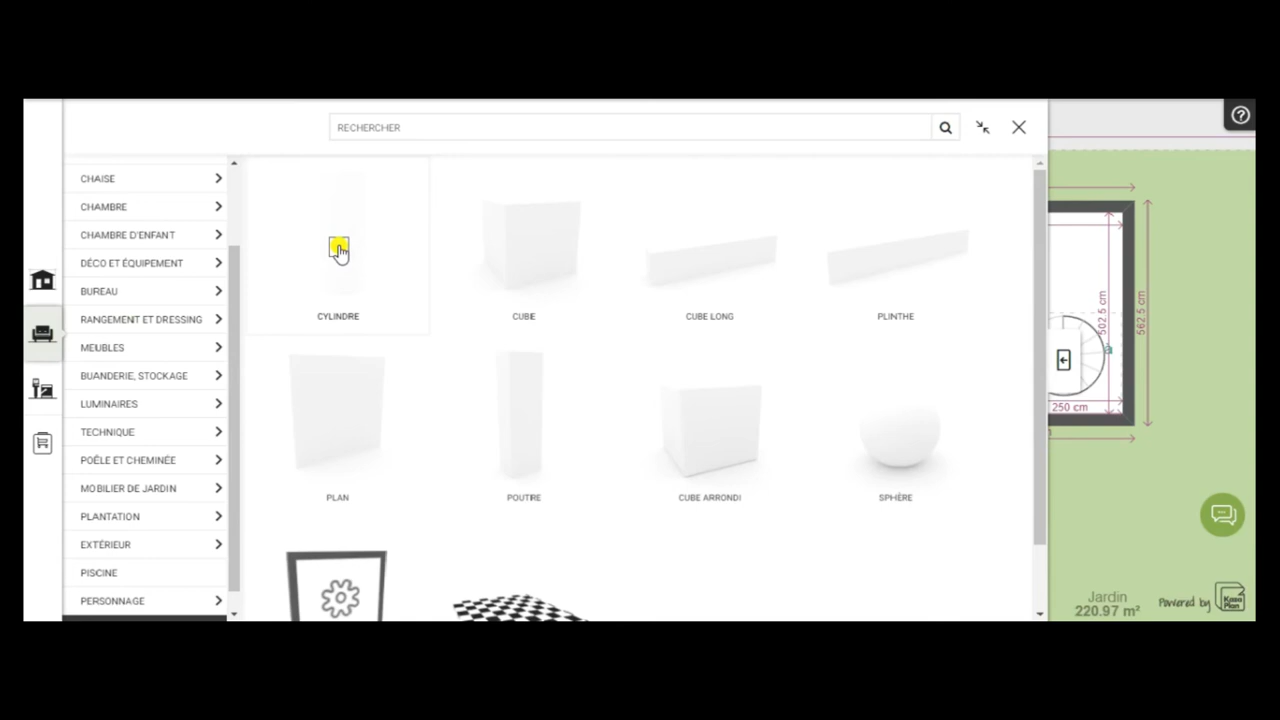 RECHERCHER
CHAISE
CHAMBRE
CHAMBRE D'ENFANT
DÉCO ET ÉQUIPEMENT
BUREAU
RANGEMENT ET DRESSING
MEUBLES
BUANDERIE, STOCKAGE
LUMINAIRES
TECHNIQUE
POÊLE ET CHEMINÉE
MOBILIER DE JARDIN
PLANTATION
EXTÉRIEUR
PISCINE
PERSONNAGE
CYLINDRE
CUBE
CUBE LONG
PLINTHE
PLAN
POUTRE
CUBE ARRONDI
SPHÈRE
502.5 cm
562.5 cm
250 cm
Jardin
220.97 m²
Powered by
Kaza Plan
?